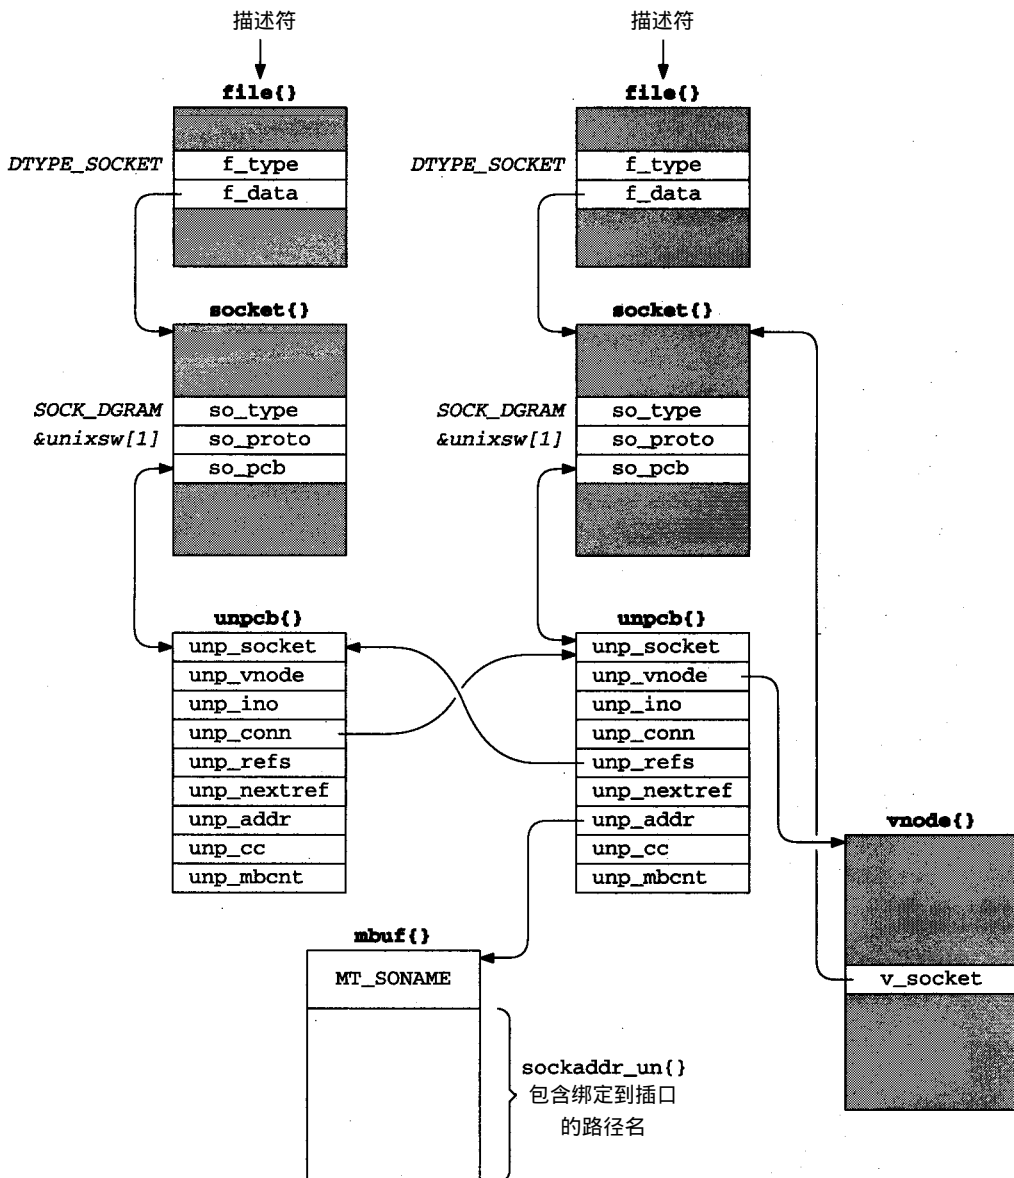 描述符
file{}
DTYPE_SOCKET
f_type
f_data
socket{}
SOCK_DGRAM
so_type
&unixsw[1]
so_proto
so_pcb
unpcb{}
unp_socket
unp_vnode
unp_ino
unp_conn
unp_refs
unp_nextref
unp_addr
unp_cc
unp_mbcnt
描述符
file{}
DTYPE_SOCKET
f_type
f_data
socket{}
SOCK_DGRAM
so_type
&unixsw[1]
so_proto
so_pcb
unpcb{}
unp_socket
unp_vnode
unp_ino
unp_conn
unp_refs
unp_nextref
unp_addr
unp_cc
unp_mbcnt
vnode{}
v_socket
mbuf{}
MT_SONAME
sockaddr_un{}
包含绑定到插口
的路径名